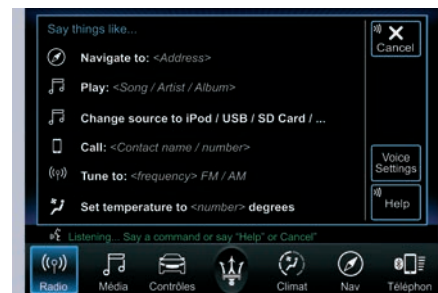 Say things like...
Cancel
Navigate to: <Address>
Play: <Song / Artist / Album>
Change source to iPod / USB / SD Card / ...
Call: <Contact name / number>
Tune to: <frequency> FM / AM
Voice
Settings
Set temperature to <number> degrees
Help
Listening... Say a command or say "Help" or Cancel"
Radio
Média
Contrôles
Climat
Nav
Téléphon